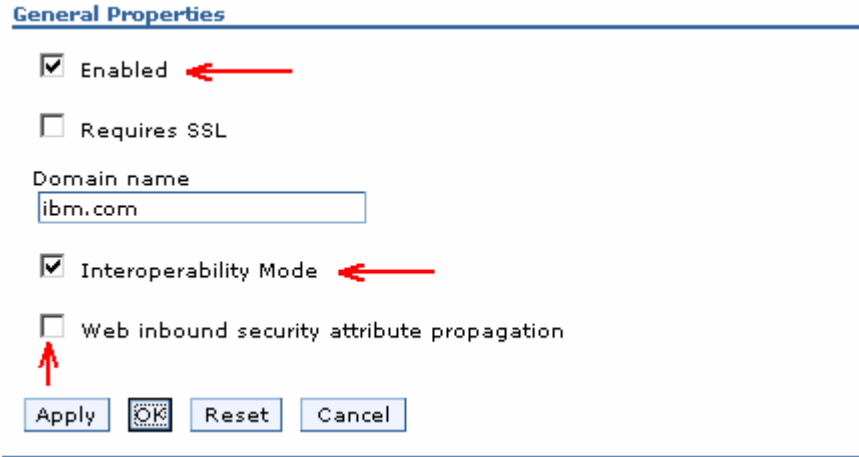 General Properties
Enabled
Requires SSL
Domain name
ibm.com
Interoperability Mode
Web inbound security attribute propagation
Apply OK Reset Cancel